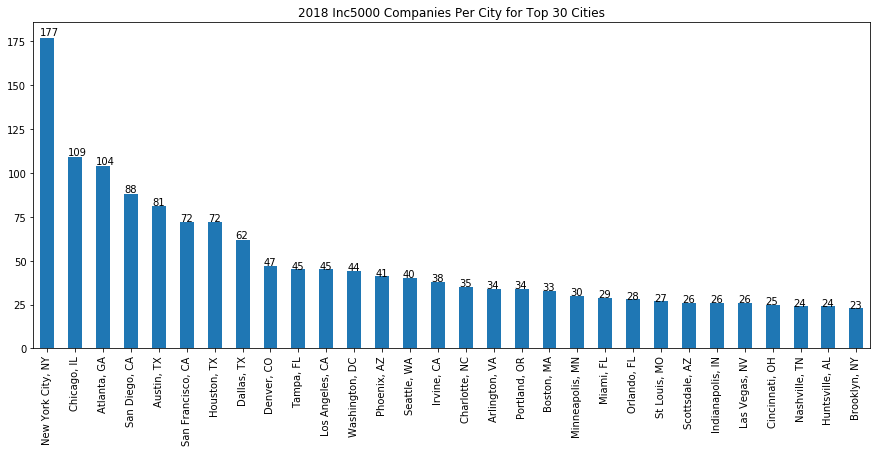 2018 Inc5000 Companies Per City for Top 30 Cities
175
150
125
100
75
50
25
0
177
109
104
88
81
72
72
62
47
45
45
44
41
40
38
35
34
34
33
30
29
28
27
26
26
26
25
24
24
23
New York City, NY
Chicago, IL
Atlanta, GA
San Diego, CA
Austin, TX
San Francisco, CA
Houston, TX
Dallas, TX
Denver, CO
Tampa, FL
Los Angeles, CA
Washington, DC
Phoenix, AZ
Seattle, WA
Irvine, CA
Charlotte, NC
Arlington, VA
Portland, OR
Boston, MA
Minneapolis, MN
Miami, FL
Orlando, FL
St Louis, MO
Scottsdale, AZ
Indianapolis, IN
Las Vegas, NV
Cincinnati, OH
Nashville, TN
Huntsville, AL
Brooklyn, NY